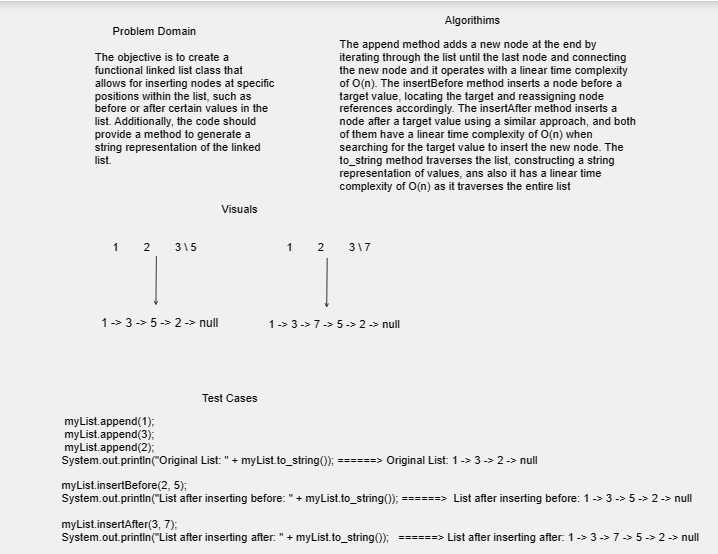 Problem Domain
The objective is to create a
functional linked list class that
allows for inserting nodes at specific
positions within the list, such as
before or after certain values in the
list. Additionally, the code should
provide a method to generate a
string representation of the linked
list.
Algorithims
The append method adds a new node at the end by
iterating through the list until the last node and connecting
the new node and it operates with a linear time complexity
of O(n). The insertBefore method inserts a node before a
target value, locating the target and reassigning node
references accordingly. The insertAfter method inserts a
node after a target value using a similar approach, and both
of them have a linear time complexity of O(n) when
searching for the target value to insert the new node. The
to_string method traverses the list, constructing a string
representation of values, ans also it has a linear time
complexity of O(n) as it traverses the entire list
Visuals
1 2 3\5
1 -> 3 -> 5 -> 2 -> null
1 2 3\7
1 -> 3 -> 7 -> 5 -> 2 -> null
Test Cases
myList.append(1);
myList.append(3);
myList.append(2);
System.out.println("Original List: " + myList.to_string()); ======> Original List: 1 -> 3 -> 2 -> null
myList.insertBefore(2, 5);
System.out.println("List after inserting before: " + myList.to_string()); ======> List after inserting before: 1 -> 3 -> 5 -> 2 -> null
myList.insertAfter(3, 7);
System.out.println("List after inserting after: " + myList.to_string()); ======> List after inserting after: 1 -> 3 -> 7 -> 5 -> 2 -> null